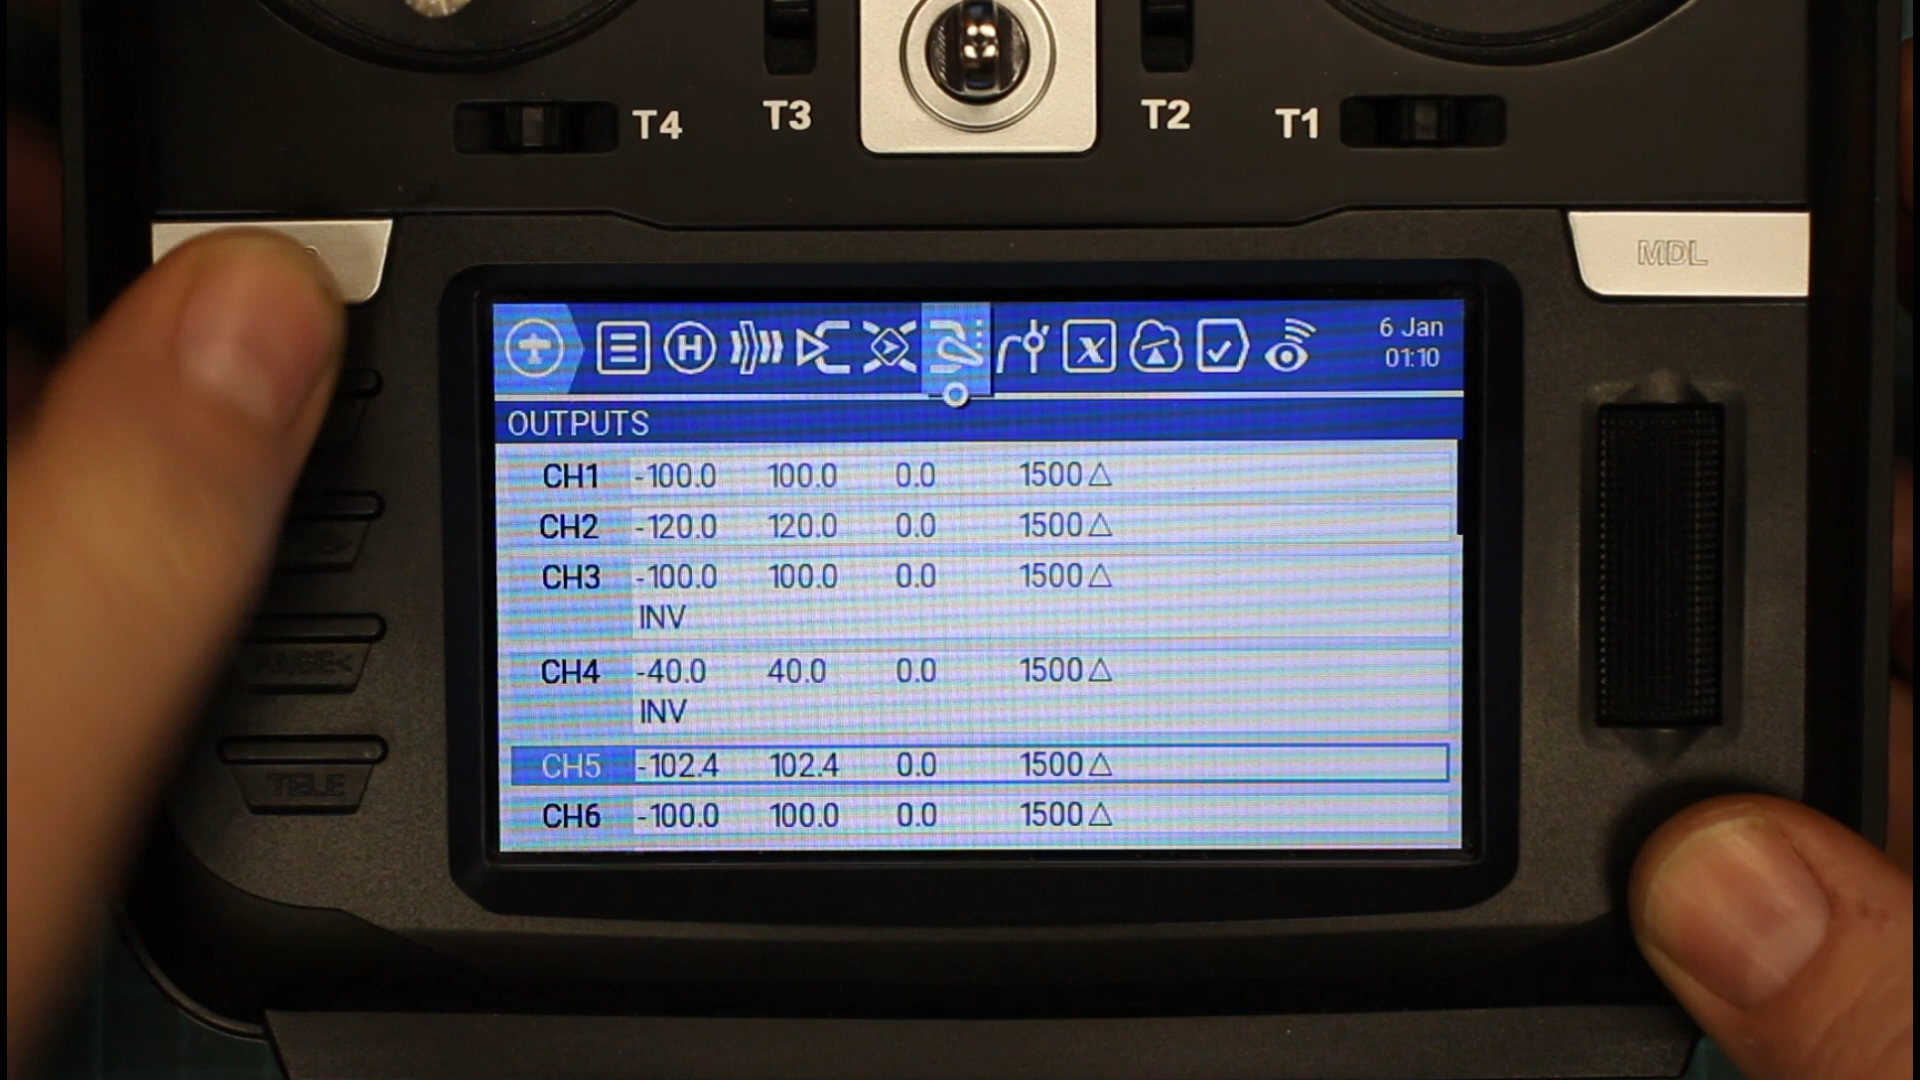 T4
T3
T2
T1
MDL
6 Jan
01:10
OUTPUTS
CH1 -100.0 100.0 0.0 1500△
CH2 -120.0 120.0 0.0 1500△
CH3 -100.0 100.0 0.0 1500△
INV
CH4 -40.0 40.0 0.0 1500△
INV
CH5 -102.4 102.4 0.0 1500△
CH6 -100.0 100.0 0.0 1500△
PAGE<
TELE